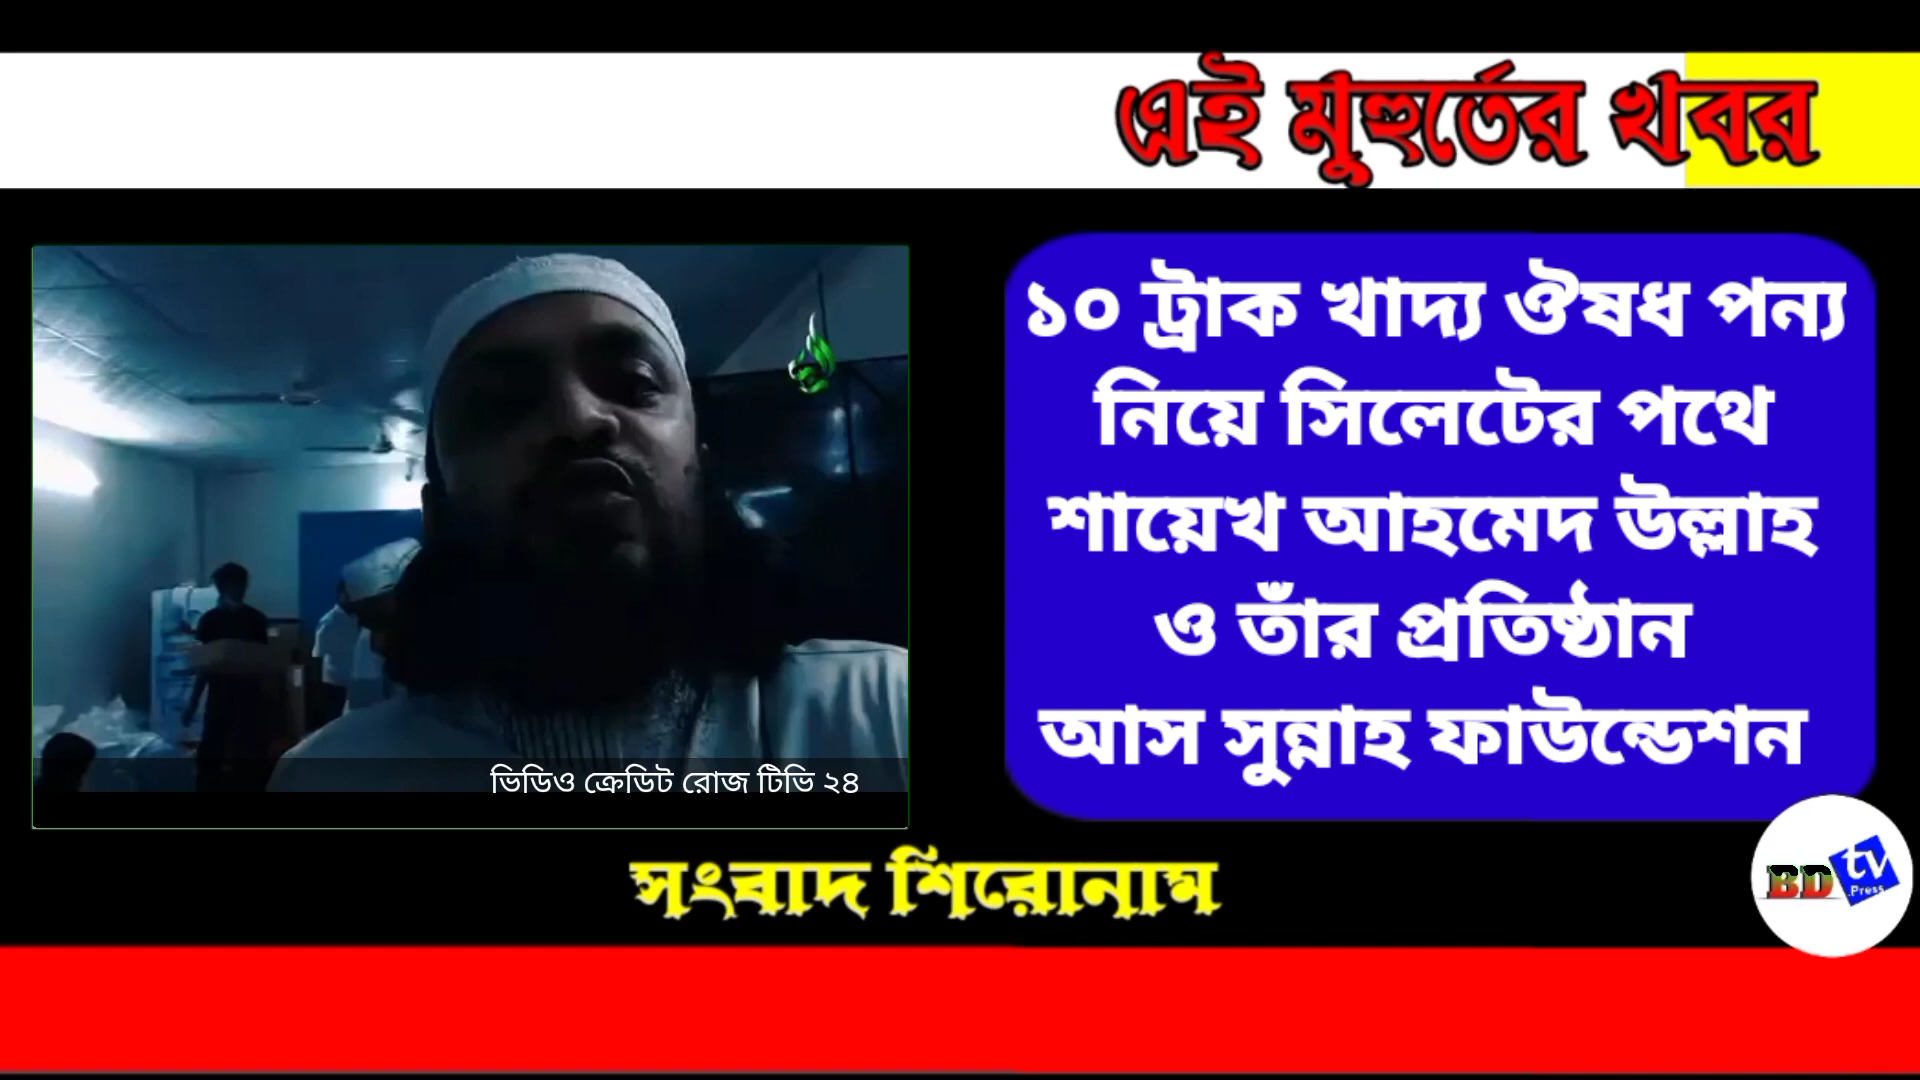 এই মুহুর্তের খবর
১০ ট্রাক খাদ্য ঔষধ পন্য
নিয়ে সিলেটের পথে
শায়েখ আহমেদ উল্লাহ
ও তাঁর প্রতিষ্ঠান
আস সুন্নাহ ফাউন্ডেশন
ভিডিও ক্রেডিট রোজ টিভি ২৪
সংবাদ শিরোনাম
BD tv
.Press